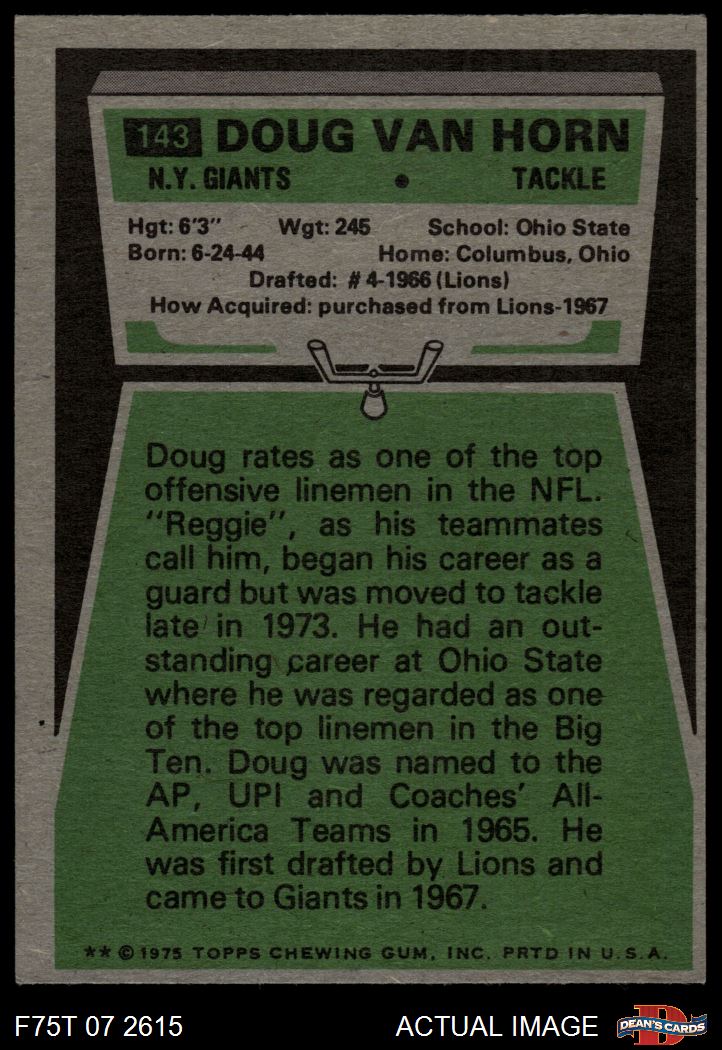 143 DOUG VAN HORN
N.Y. GIANTS • TACKLE
Hgt: 6'3" Wgt: 245 School: Ohio State
Born: 6-24-44 Home: Columbus, Ohio
Drafted: #4-1966 (Lions)
How Acquired: purchased from Lions-1967
Doug rates as one of the top
offensive linemen in the NFL.
"Reggie", as his teammates
call him, began his career as a
guard but was moved to tackle
late in 1973. He had an out-
standing career at Ohio State
where he was regarded as one
of the top linemen in the Big
Ten. Doug was named to the
AP, UPI and Coaches' All-
America Teams in 1965. He
was first drafted by Lions and
came to Giants in 1967.
** © 1975 TOPPS CHEWING GUM, INC. PRTD IN U.S.A.
F75T 07 2615 ACTUAL IMAGE D DEAN'S CARDS